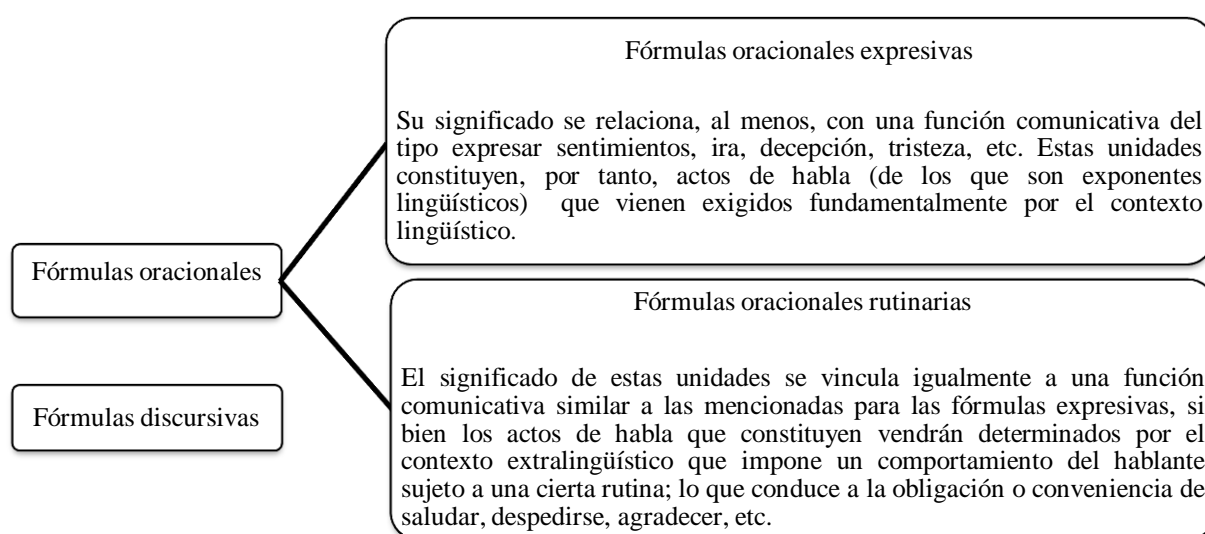 Fórmulas oracionales expresivas
Su significado se relaciona, al menos, con una función comunicativa del
tipo expresar sentimientos, ira, decepción, tristeza, etc. Estas unidades
constituyen, por tanto, actos de habla (de los que son exponentes
lingüísticos) que vienen exigidos fundamentalmente por el contexto
lingüístico.
Fórmulas oracionales
Fórmulas oracionales rutinarias
El significado de estas unidades se vincula igualmente a una función
comunicativa similar a las mencionadas para las fórmulas expresivas, si
bien los actos de habla que constituyen vendrán determinados por el
contexto extralingüístico que impone un comportamiento del hablante
sujeto a una cierta rutina; lo que conduce a la obligación o conveniencia de
saludar, despedirse, agradecer, etc.
Fórmulas discursivas